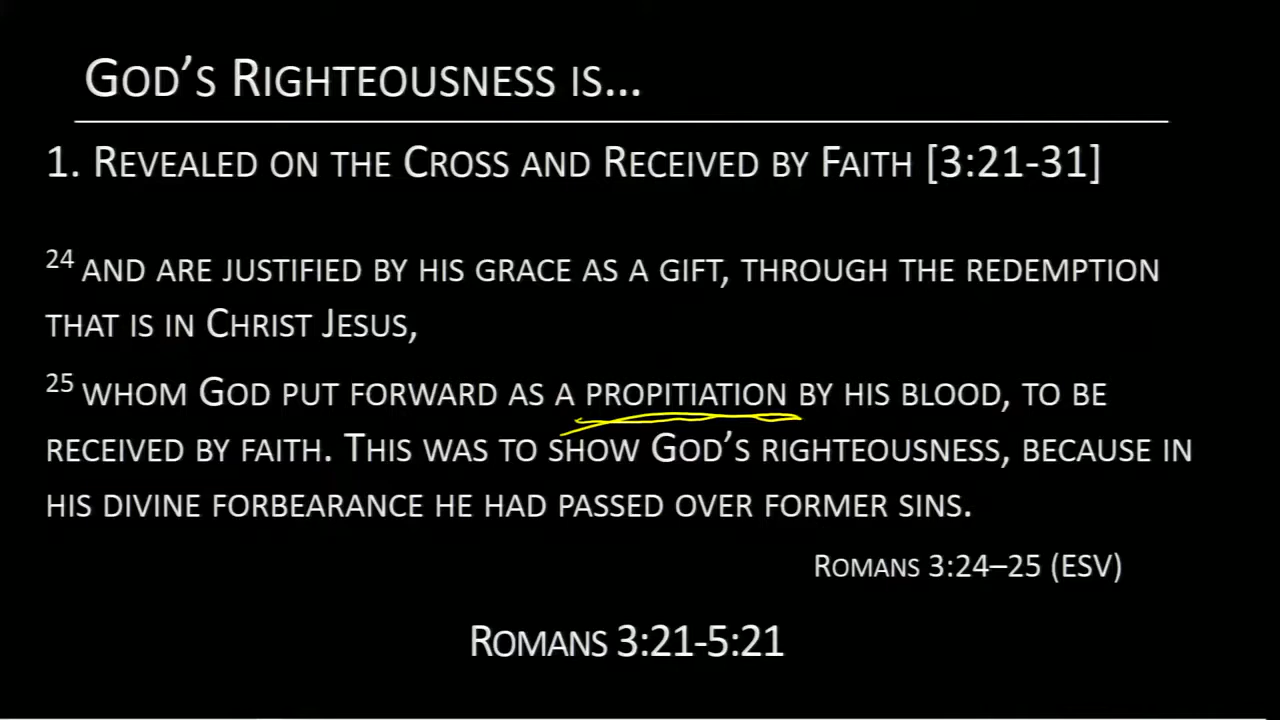 God's Righteousness is...
1. Revealed on the Cross and Received by Faith [3:21-31]
24 and are justified by his grace as a gift, through the redemption
that is in Christ Jesus,
25 whom God put forward as a propitiation by his blood, to be
received by faith. This was to show God's righteousness, because in
his divine forbearance he had passed over former sins.
Romans 3:24–25 (ESV)
Romans 3:21-5:21